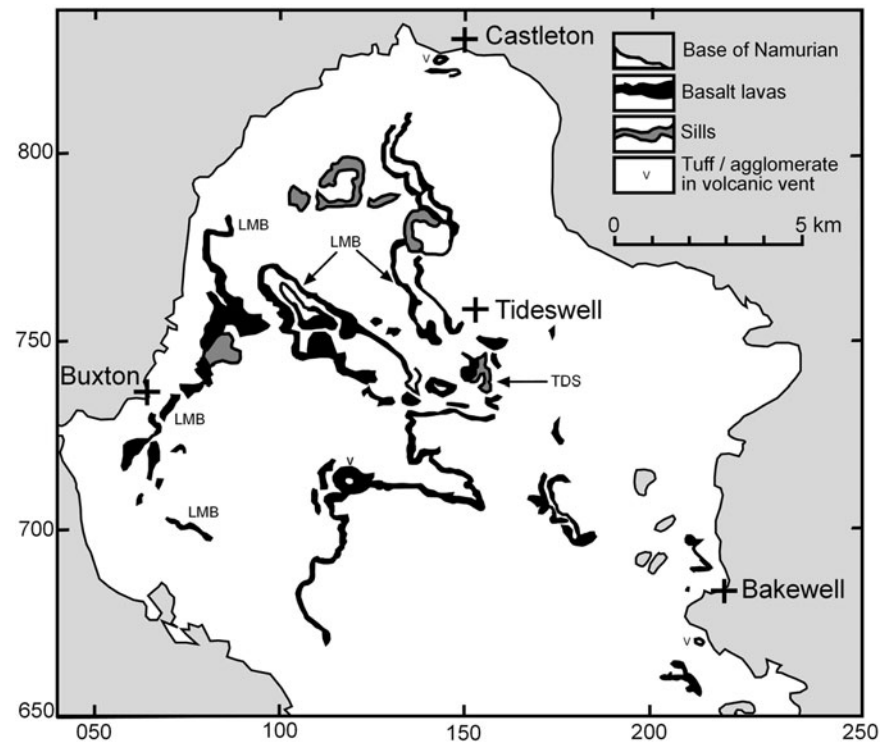 Castleton
v
Base of Namurian
Basalt lavas
Sills
v
Tuff / agglomerate
in volcanic vent
0
5 km
800
LMB
LMB
Tideswell
750
Buxton
TDS
LMB
v
LMB
700
Bakewell
v
650
050
100
150
200
250